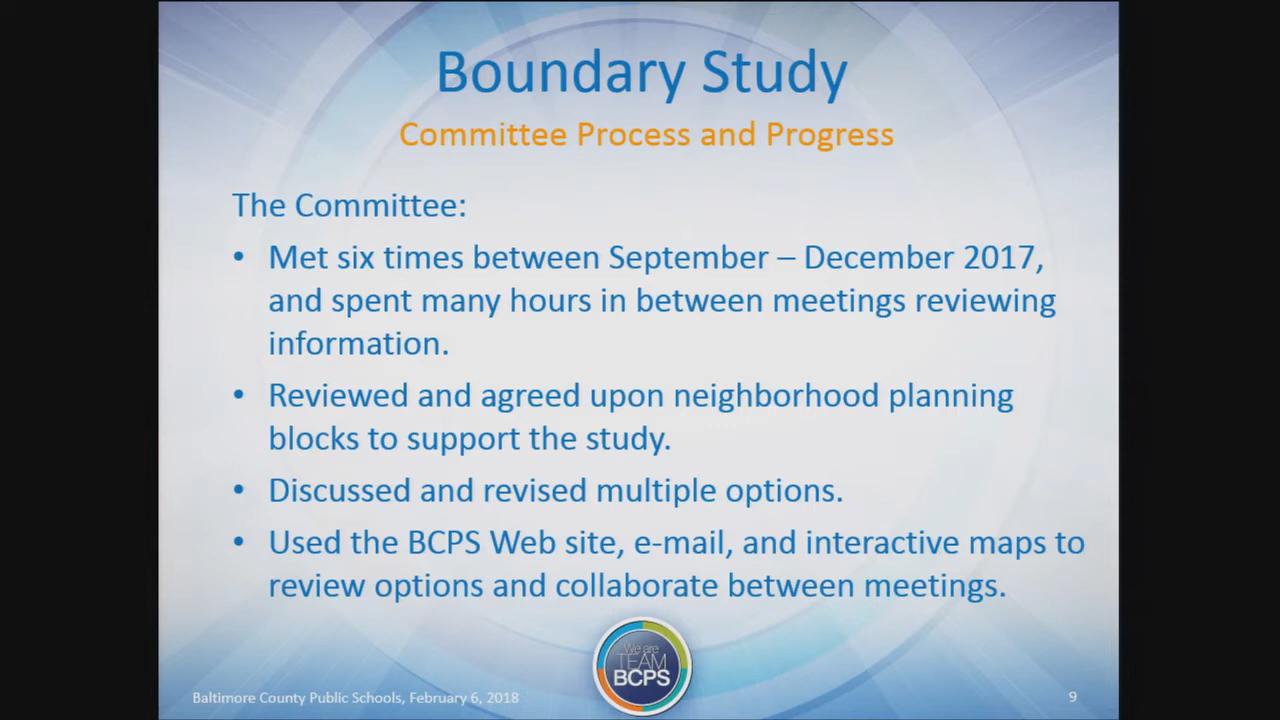 Boundary Study
Committee Process and Progress
The Committee:
• Met six times between September – December 2017,
and spent many hours in between meetings reviewing
information.
• Reviewed and agreed upon neighborhood planning
blocks to support the study.
• Discussed and revised multiple options.
• Used the BCPS Web site, e-mail, and interactive maps to
review options and collaborate between meetings.
We are
TEAM
BCPS
Baltimore County Public Schools, February 6, 2018
9